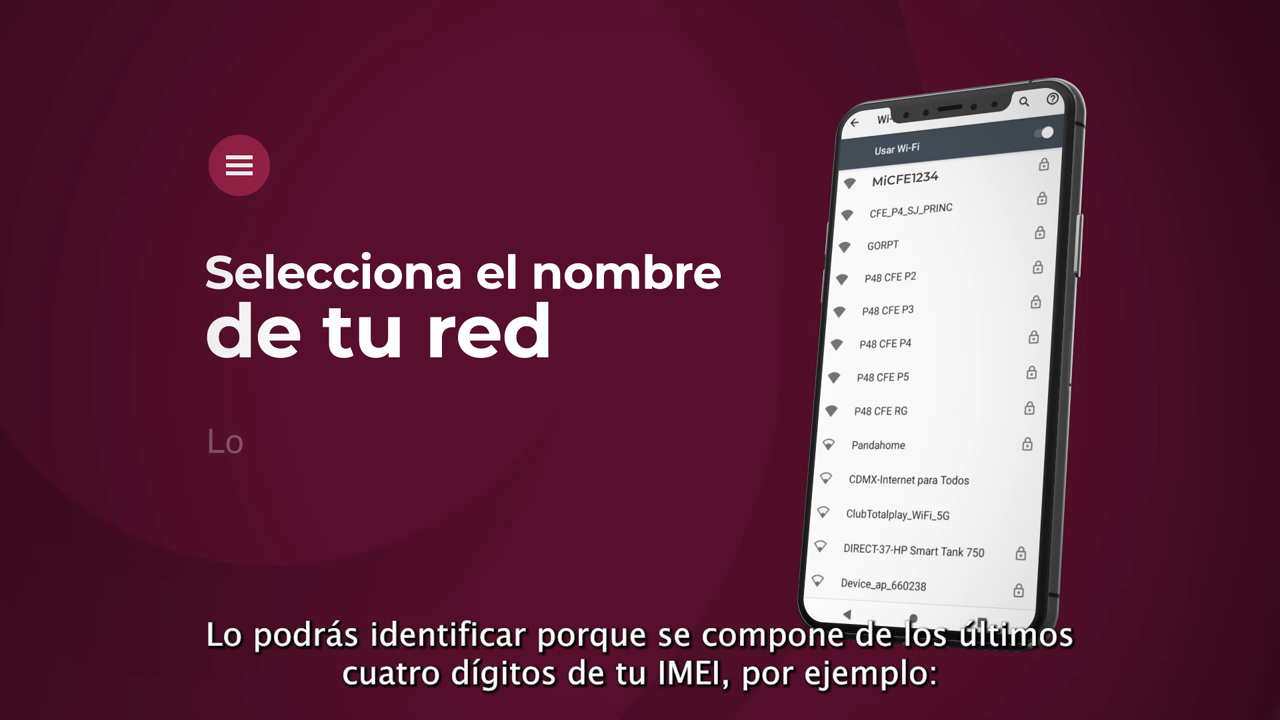 Selecciona el nombre
de tu red
Lo
Wi-
Usar Wi-Fi
MiCFE1234
CFE_P4_SJ_PRINC
GORPT
P48 CFE P2
P48 CFE P3
P48 CFE P4
P48 CFE P5
P48 CFE RG
Pandahome
CDMX-Internet para Todos
ClubTotalplay_WiFi_5G
DIRECT-37-HP Smart Tank 750
Device_ap_660238
Lo podrás identificar porque se compone de los últimos
cuatro dígitos de tu IMEI, por ejemplo: